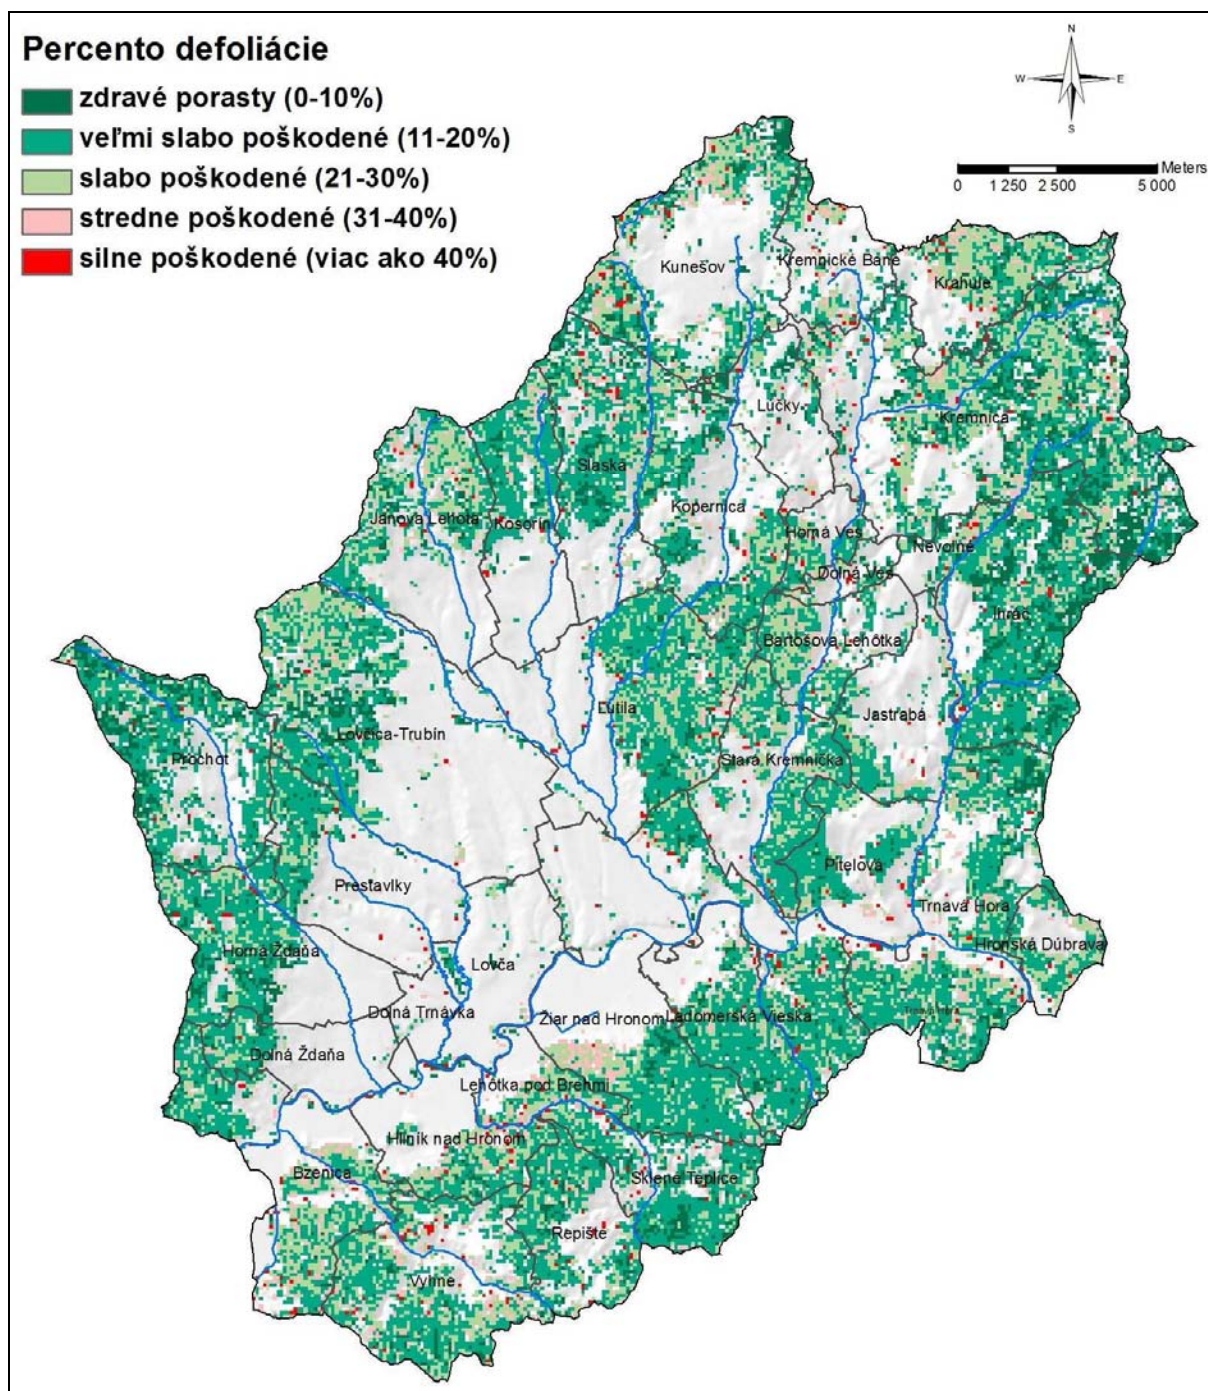 Percento defoliácie
zdravé porasty (0-10%)
veľmi slabo poškodené (11-20%)
slabo poškodené (21-30%)
stredne poškodené (31-40%)
silne poškodené (viac ako 40%)
N
W E
S
Meters
0 1 250 2 500 5 000
Kunešov
Kremnické Bane
Krahule
Lúčky
Kremnica
Slaská
Kopernica
Janova Lehota
Kosorín
Horná Ves
Nevoľné
Dolná Ves
Ihráč
Bartošova Lehôtka
Lutila
Jastrabá
Lovčica-Trubín
Prochot
Stará Kremnička
Pitelová
Prestavlky
Trnavá Hora
Hronská Dúbrava
Horná Ždaňa
Lovča
Dolná Trnávka
Žiar nad Hronom
Ladomerská Vieska
Trnavá Hora
Dolná Ždaňa
Lehôtka pod Brehmi
Hliník nad Hronom
Bzenica
Sklené Teplice
Repište
Vyhne